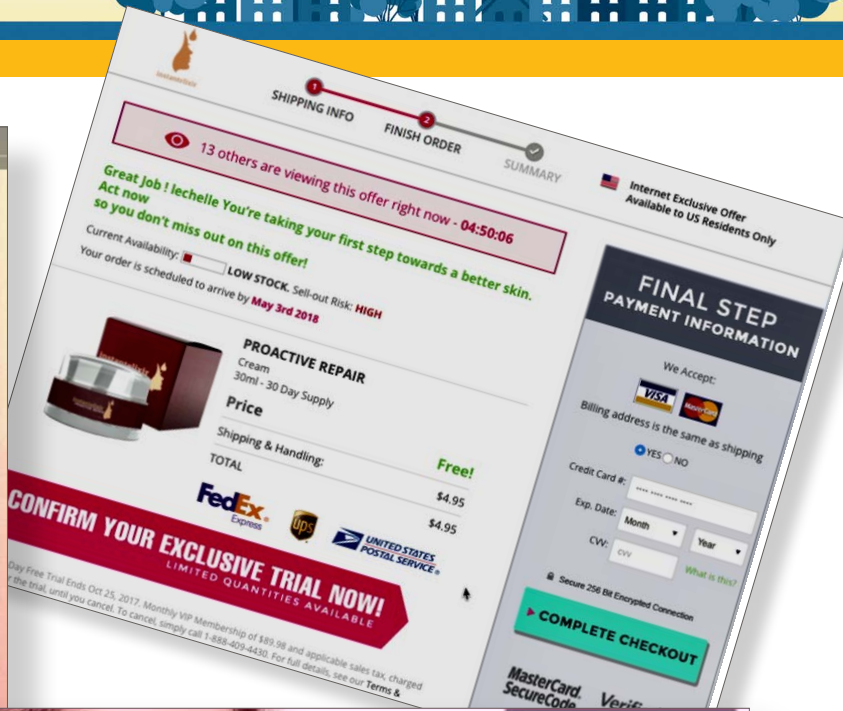 Instantelixir
1
2
SHIPPING INFO
FINISH ORDER
SUMMARY
Internet Exclusive Offer
Available to US Residents Only
13 others are viewing this offer right now - 04:50:06
Great Job ! lechelle You're taking your first step towards a better skin.
Act now
so you don't miss out on this offer!
Current Availability: LOW STOCK. Sell-out Risk: HIGH
Your order is scheduled to arrive by May 3rd 2018
Instantelixir
PROACTIVE REPAIR
Cream
30ml - 30 Day Supply
Price
Free!
Shipping & Handling:
$4.95
TOTAL
$4.95
FedEx
Express
ups
UNITED STATES
POSTAL SERVICE®
CONFIRM YOUR EXCLUSIVE TRIAL NOW!
LIMITED QUANTITIES AVAILABLE
Day Free Trial Ends Oct 25, 2017. Monthly VIP Membership of $89.98 and applicable sales tax, charged
the trial, until you cancel. To cancel, simply call 1-888-409-4430. For full details, see our Terms &
FINAL STEP
PAYMENT INFORMATION
We Accept:
VISA
MasterCard
Billing address is the same as shipping
YES NO
Credit Card #:
**** **** **** ****
Exp. Date:
Month
Year
CVV:
CVV
What is this?
Secure 256 Bit Encrypted Connection
COMPLETE CHECKOUT
MasterCard.
SecureCode